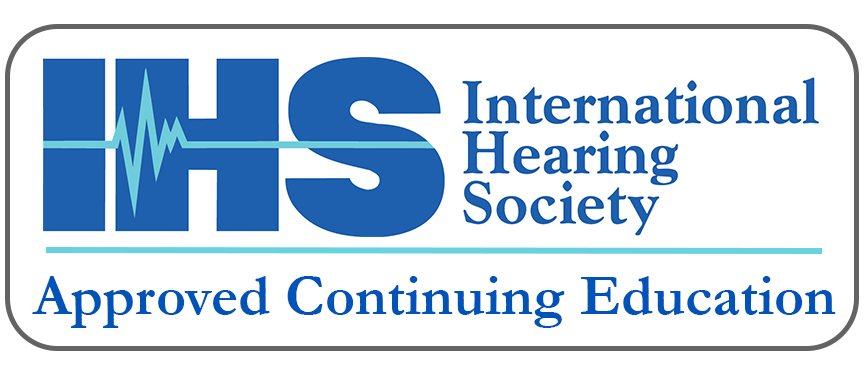 IHS
International
Hearing
Society
Approved Continuing Education